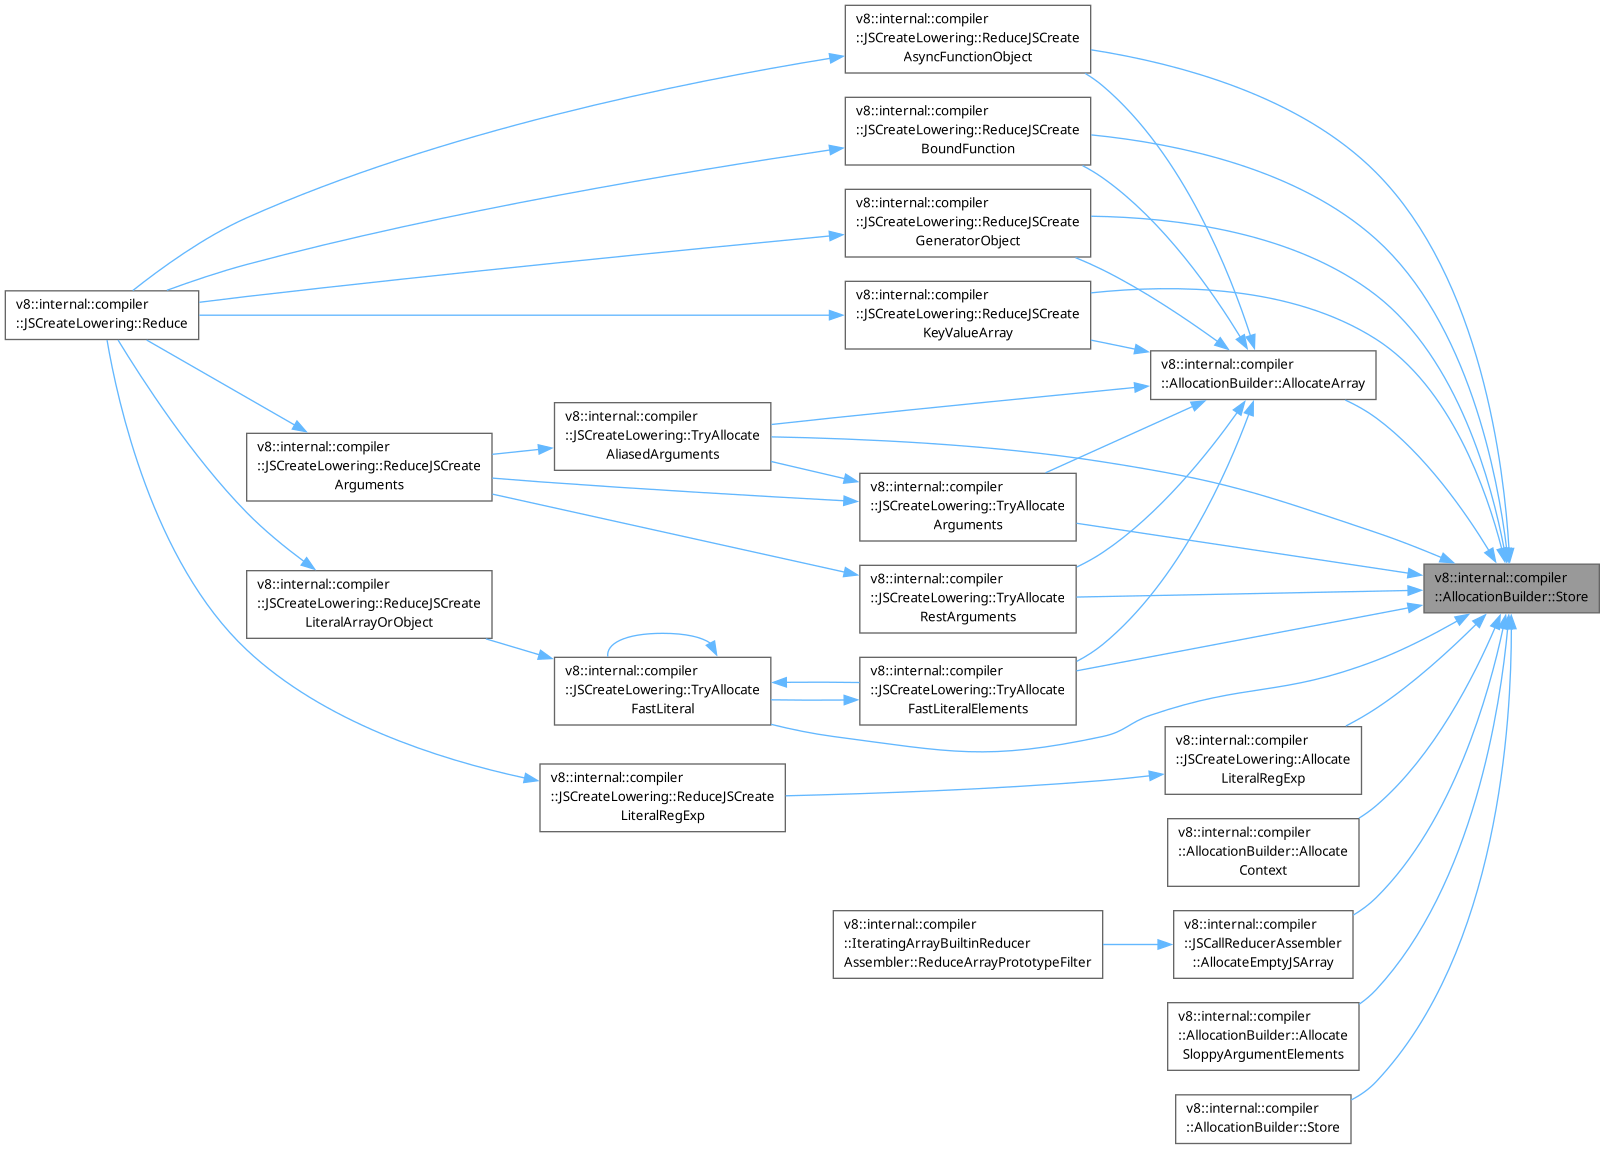 v8::internal::compiler
::JSCreateLowering::ReduceJSCreate
AsyncFunctionObject
v8::internal::compiler
::JSCreateLowering::ReduceJSCreate
BoundFunction
v8::internal::compiler
::JSCreateLowering::ReduceJSCreate
GeneratorObject
v8::internal::compiler
::JSCreateLowering::ReduceJSCreate
KeyValueArray
v8::internal::compiler
::JSCreateLowering::Reduce
v8::internal::compiler
::AllocationBuilder::AllocateArray
v8::internal::compiler
::JSCreateLowering::TryAllocate
AliasedArguments
v8::internal::compiler
::JSCreateLowering::ReduceJSCreate
Arguments
v8::internal::compiler
::JSCreateLowering::TryAllocate
Arguments
v8::internal::compiler
::JSCreateLowering::TryAllocate
RestArguments
v8::internal::compiler
::AllocationBuilder::Store
v8::internal::compiler
::JSCreateLowering::ReduceJSCreate
LiteralArrayOrObject
v8::internal::compiler
::JSCreateLowering::TryAllocate
FastLiteral
v8::internal::compiler
::JSCreateLowering::TryAllocate
FastLiteralElements
v8::internal::compiler
::JSCreateLowering::Allocate
LiteralRegExp
v8::internal::compiler
::JSCreateLowering::ReduceJSCreate
LiteralRegExp
v8::internal::compiler
::AllocationBuilder::Allocate
Context
v8::internal::compiler
::IteratingArrayBuiltinReducer
Assembler::ReduceArrayPrototypeFilter
v8::internal::compiler
::JSCallReducerAssembler
::AllocateEmptyJSArray
v8::internal::compiler
::AllocationBuilder::Allocate
SloppyArgumentElements
v8::internal::compiler
::AllocationBuilder::Store